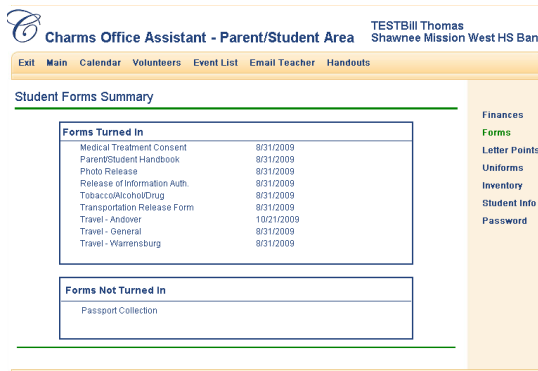 C
Charms Office Assistant - Parent/Student Area
TESTBill Thomas
Shawnee Mission West HS Ban
Exit Main Calendar Volunteers Event List Email Teacher Handouts
Student Forms Summary
Forms Turned In
Medical Treatment Consent 8/31/2009
Parent/Student Handbook 8/31/2009
Photo Release 8/31/2009
Release of Information Auth. 8/31/2009
Tobacco/Alcohol/Drug 8/31/2009
Transportation Release Form 8/31/2009
Travel - Andover 10/21/2009
Travel - General 8/31/2009
Travel - Warrensburg 8/31/2009
Forms Not Turned In
Passport Collection
Finances
Forms
Letter Points
Uniforms
Inventory
Student Info
Password